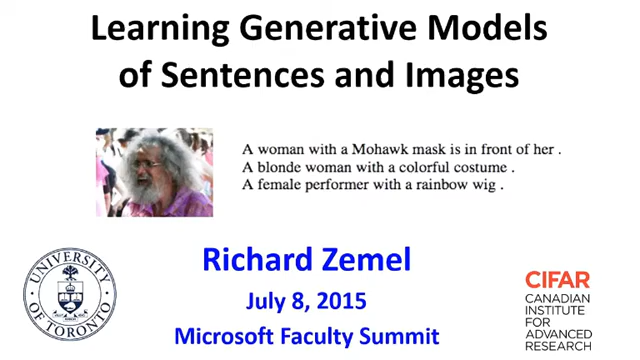 Learning Generative Models
of Sentences and Images
A woman with a Mohawk mask is in front of her .
A blonde woman with a colorful costume .
A female performer with a rainbow wig .
Richard Zemel
July 8, 2015
Microsoft Faculty Summit
UNIVERSITY
OF TORONTO
CIFAR
CANADIAN
INSTITUTE
FOR
ADVANCED
RESEARCH